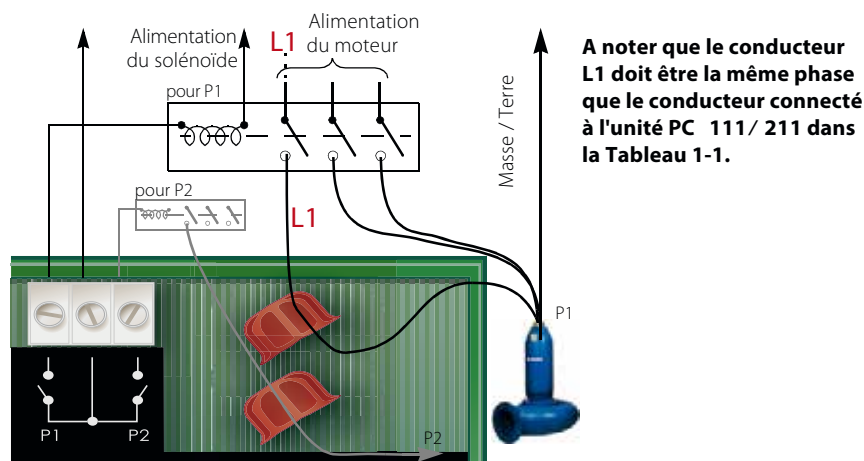 Alimentation
du solénoïde
L1
Alimentation
du moteur
pour P1
Masse / Terre
A noter que le conducteur
L1 doit être la même phase
que le conducteur connecté
à l'unité PC 111/ 211 dans
la Tableau 1-1.
pour P2
L1
P1
P1
P2
P2